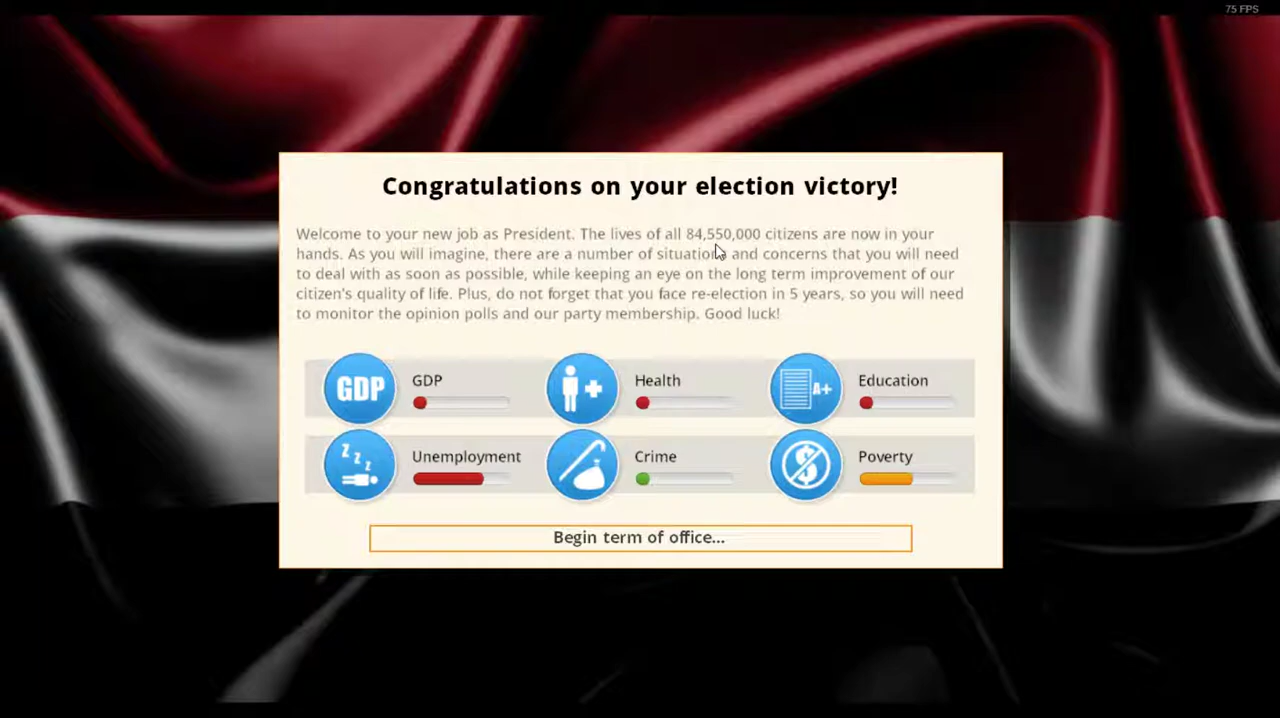 75 FPS
Congratulations on your election victory!
Welcome to your new job as President. The lives of all 84,550,000 citizens are now in your
hands. As you will imagine, there are a number of situations and concerns that you will need
to deal with as soon as possible, while keeping an eye on the long term improvement of our
citizen's quality of life. Plus, do not forget that you face re-election in 5 years, so you will need
to monitor the opinion polls and our party membership. Good luck!
GDP GDP Health A+ Education
Z Z Z Unemployment Crime $ Poverty
Begin term of office...